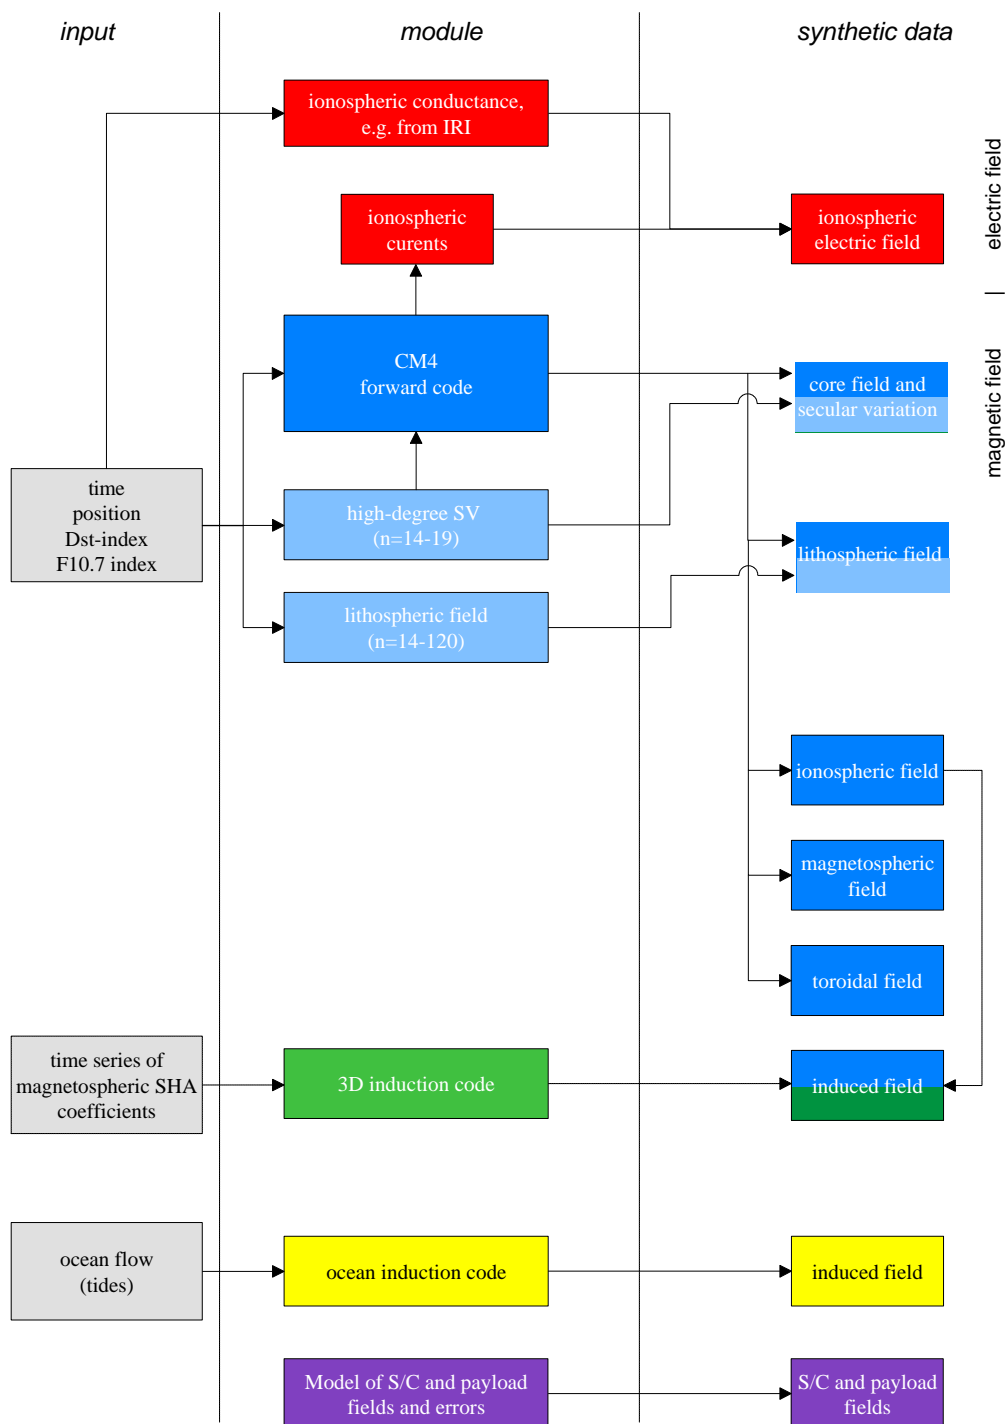 input
module
synthetic data
ionospheric conductance,
e.g. from IRI
electric field
ionospheric
curents
ionospheric
electric field
|
CM4
forward code
core field and
secular variation
magnetic field
time
position
Dst-index
F10.7 index
high-degree SV
(n=14-19)
lithospheric field
lithospheric field
(n=14-120)
ionospheric field
magnetospheric
field
toroidal field
time series of
magnetospheric SHA
coefficients
3D induction code
induced field
ocean flow
(tides)
ocean induction code
induced field
Model of S/C and payload
fields and errors
S/C and payload
fields